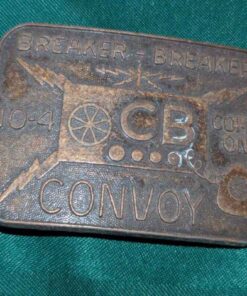 BREAKER - BREAKER
10-4
CB
CONVOY